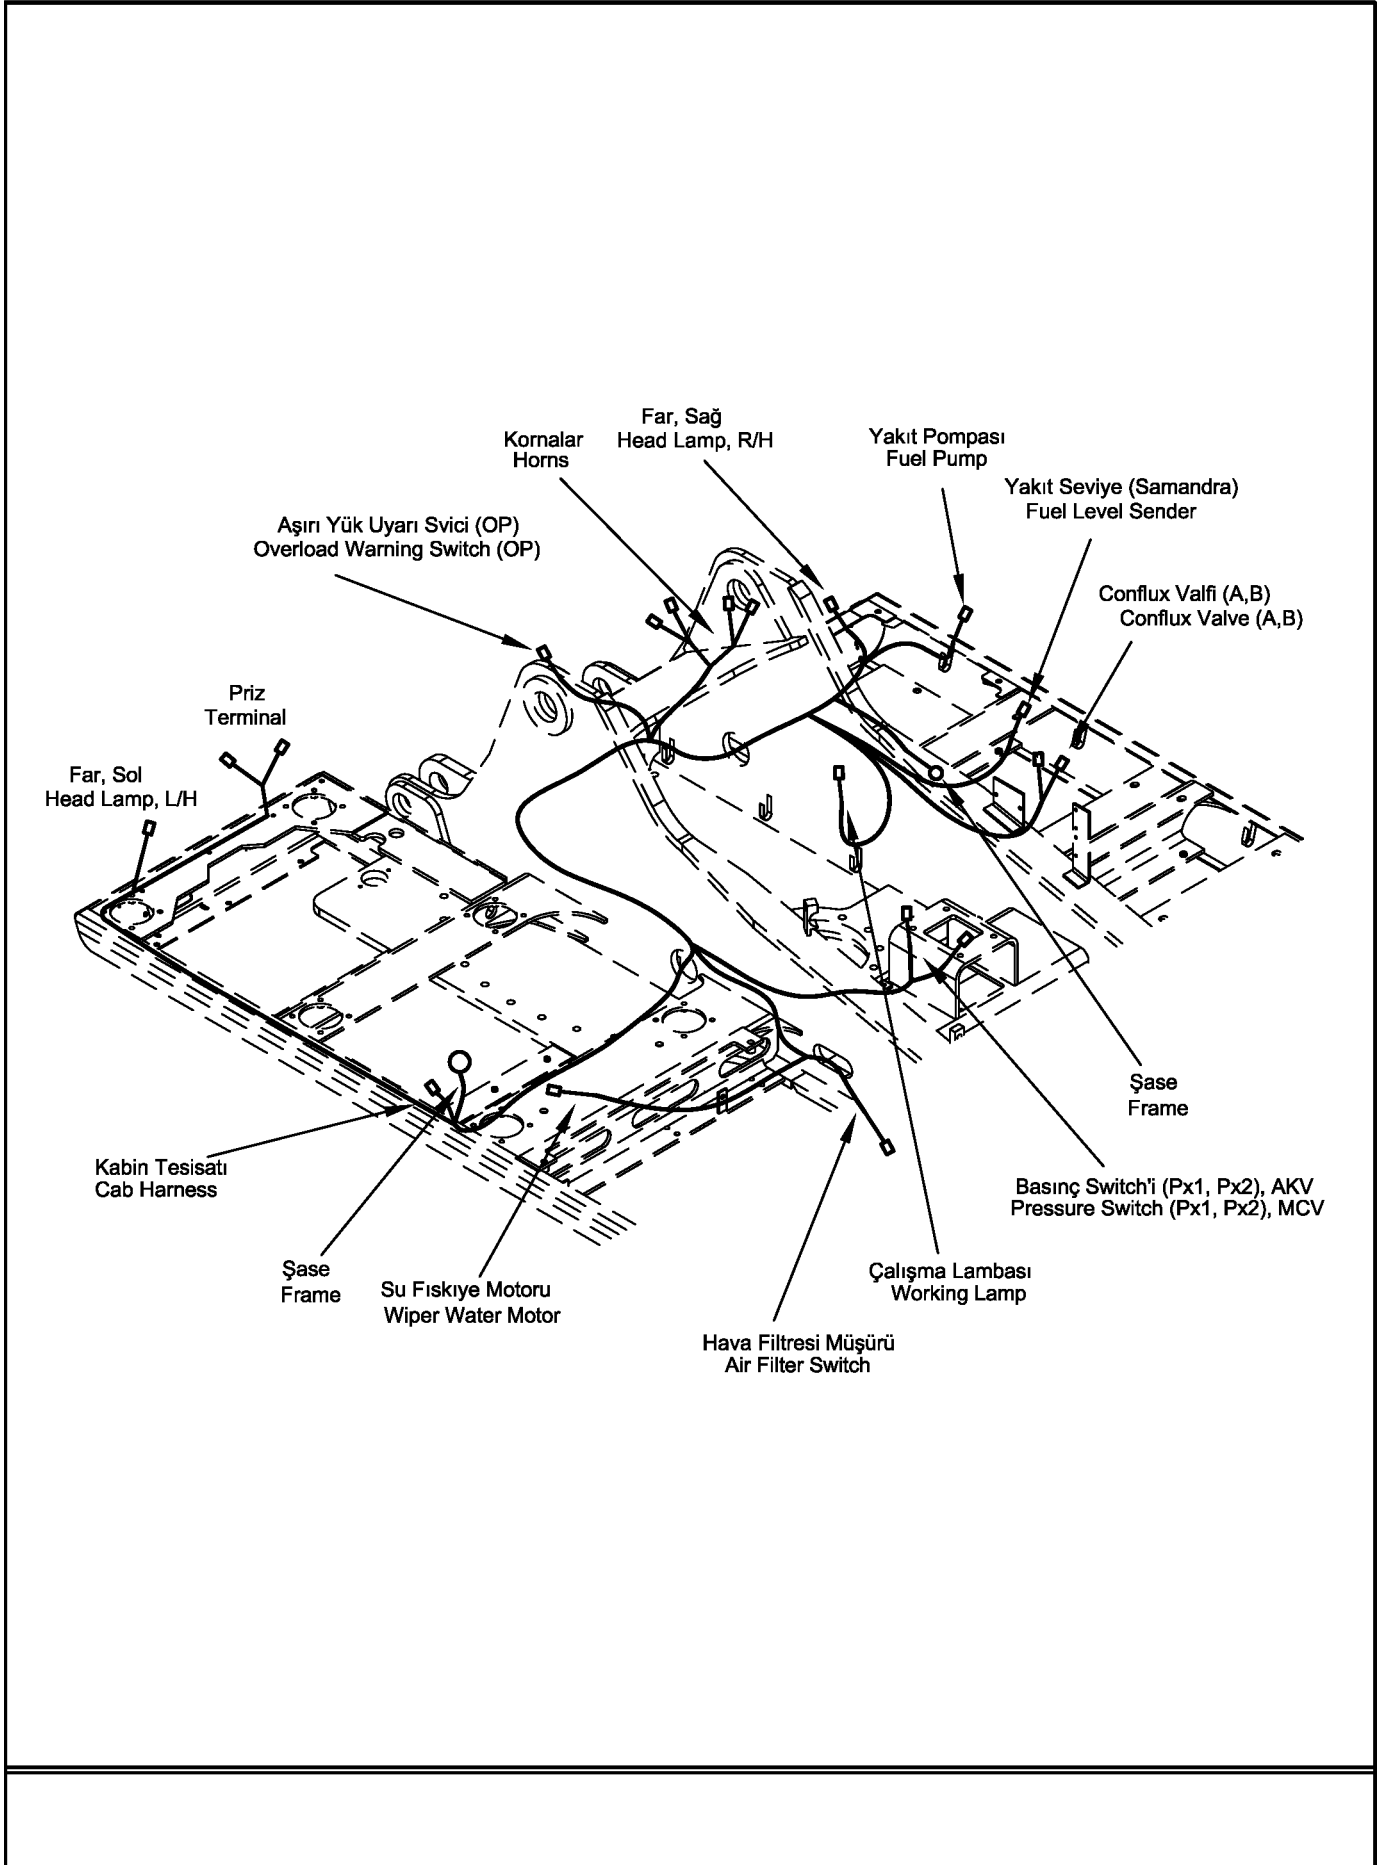 Far, Sağ
Head Lamp, R/H
Kornalar
Horns
Yakıt Pompası
Fuel Pump
Yakıt Seviye (Samandra)
Fuel Level Sender
Aşırı Yük Uyarı Svici (OP)
Overload Warning Switch (OP)
Conflux Valfi (A,B)
Conflux Valve (A,B)
Priz
Terminal
Far, Sol
Head Lamp, L/H
Şase
Frame
Kabin Tesisatı
Cab Harness
Basınç Switch'i (Px1, Px2), AKV
Pressure Switch (Px1, Px2), MCV
Şase
Frame
Su Fıskıye Motoru
Wiper Water Motor
Çalışma Lambası
Working Lamp
Hava Filtresi Müşürü
Air Filter Switch